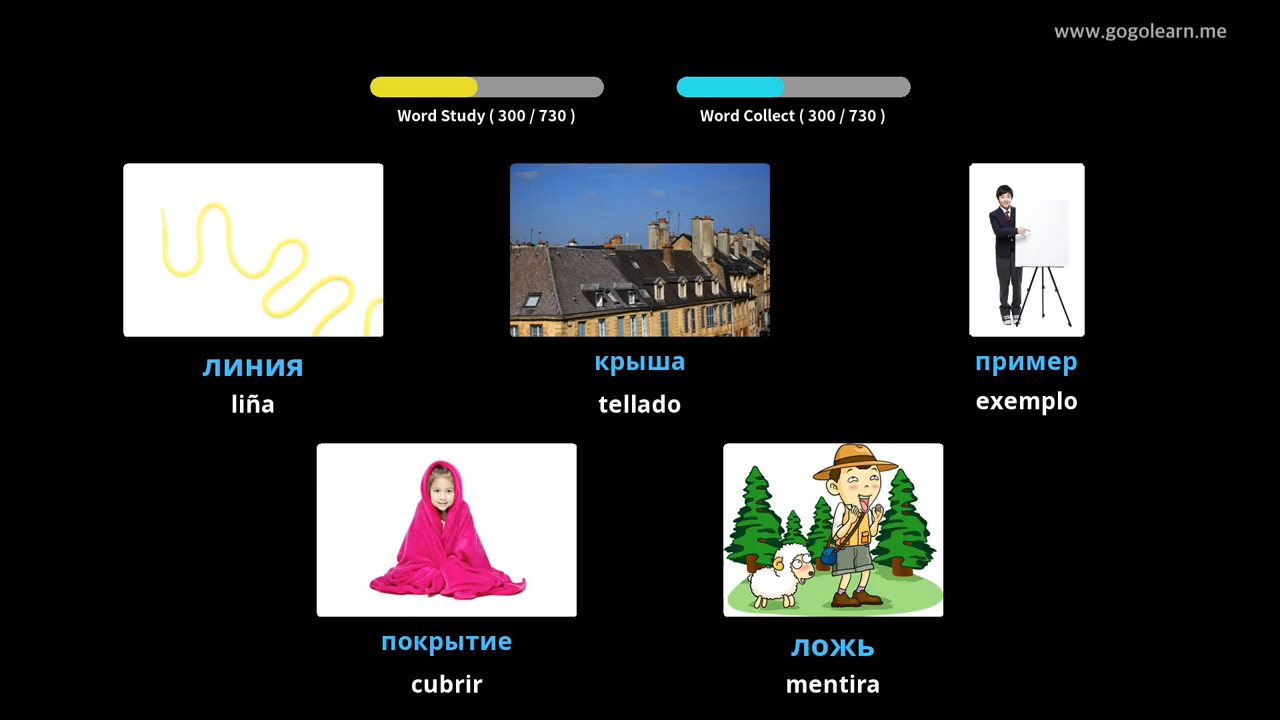 www.gogolearn.me
Word Study ( 300 / 730 )
Word Collect ( 300 / 730 )
линия
liña
крыша
tellado
пример
exemplo
покрытие
cubrir
ложь
mentira